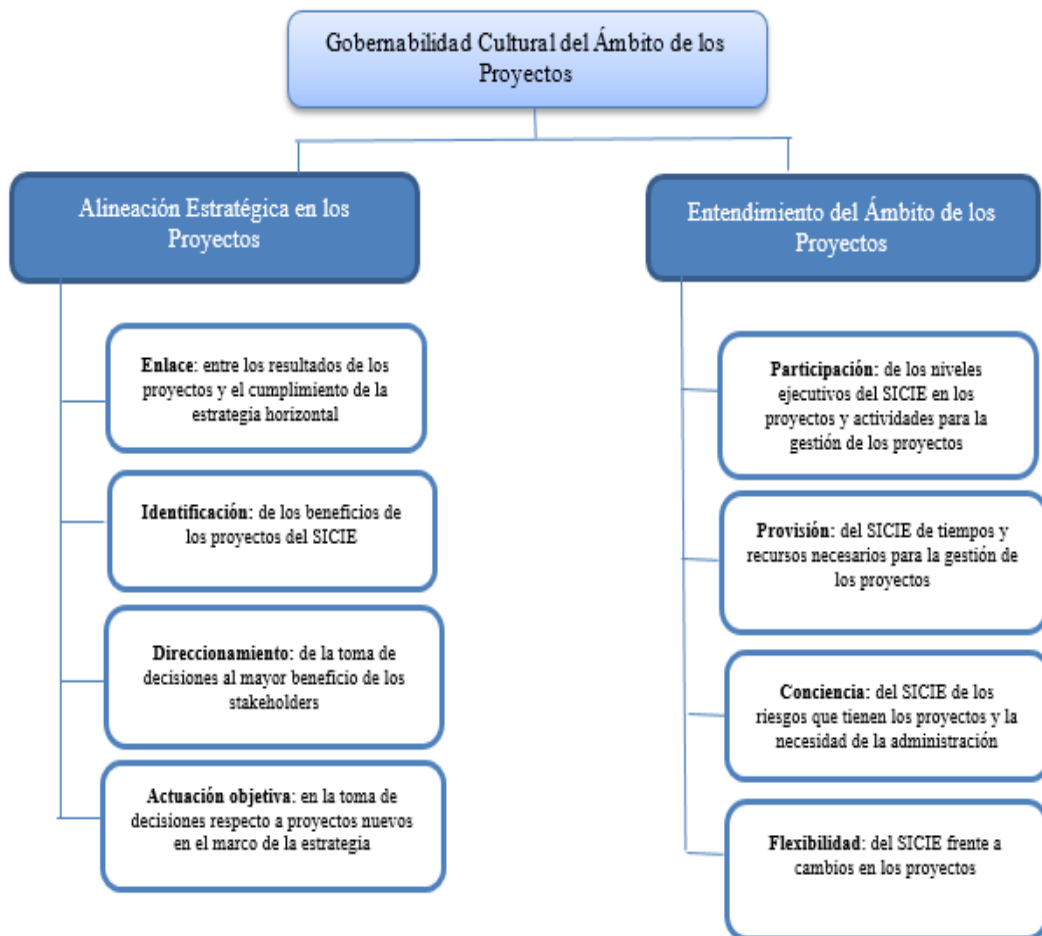 Gobernabilidad Cultural del Ámbito de los
Proyectos
Alineación Estratégica en los
Proyectos
Enlace: entre los resultados de los
proyectos y el cumplimiento de la
estrategia horizontal
Identificación: de los beneficios de
los proyectos del SICIE
Direccionamiento: de la toma de
decisiones al mayor beneficio de los
stakeholders
Actuación objetiva: en la toma de
decisiones respecto a proyectos nuevos
en el marco de la estrategia
Entendimiento del Ámbito de los
Proyectos
Participación: de los niveles
ejecutivos del SICIE en los
proyectos y actividades para la
gestión de los proyectos
Provisión: del SICIE de tiempos y
recursos necesarios para la gestión de
los proyectos
Conciencia: del SICIE de los
riesgos que tienen los proyectos y la
necesidad de la administración
Flexibilidad: del SICIE frente a
cambios en los proyectos